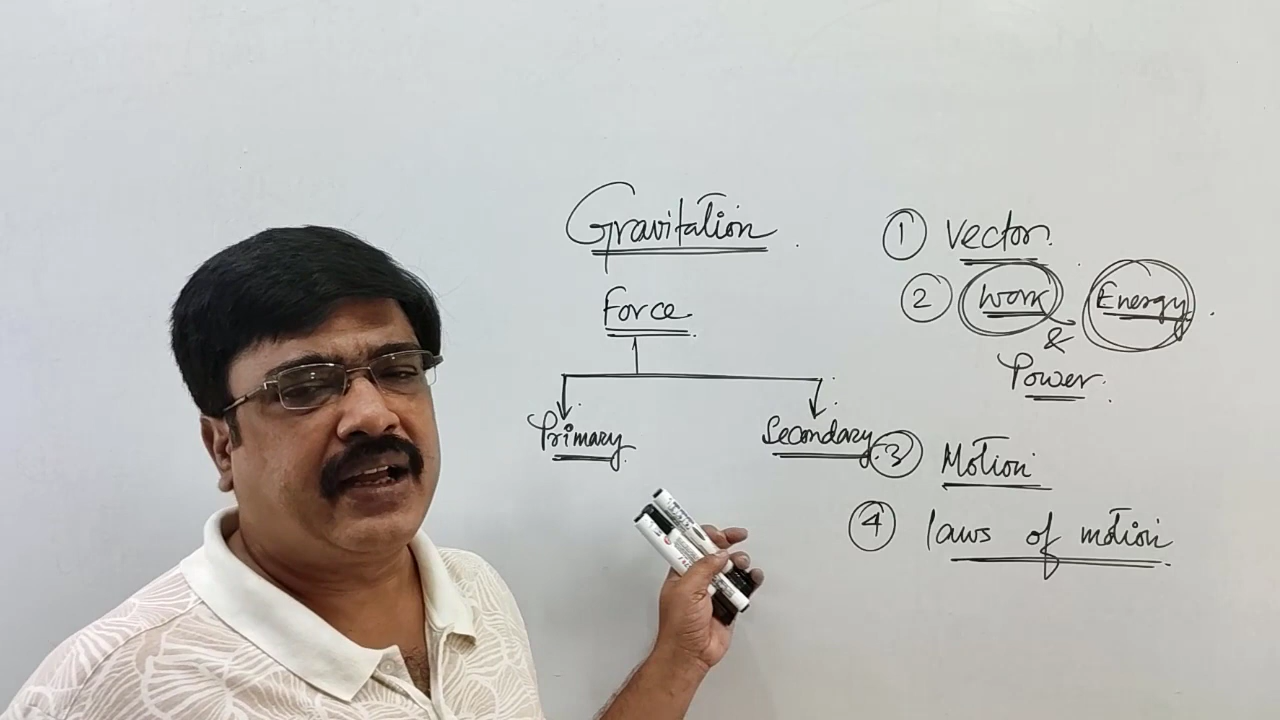 Gravitation
Force
Primary Secondary
① Vector
② Work & Energy
Power
③ Motion
④ laws of motion